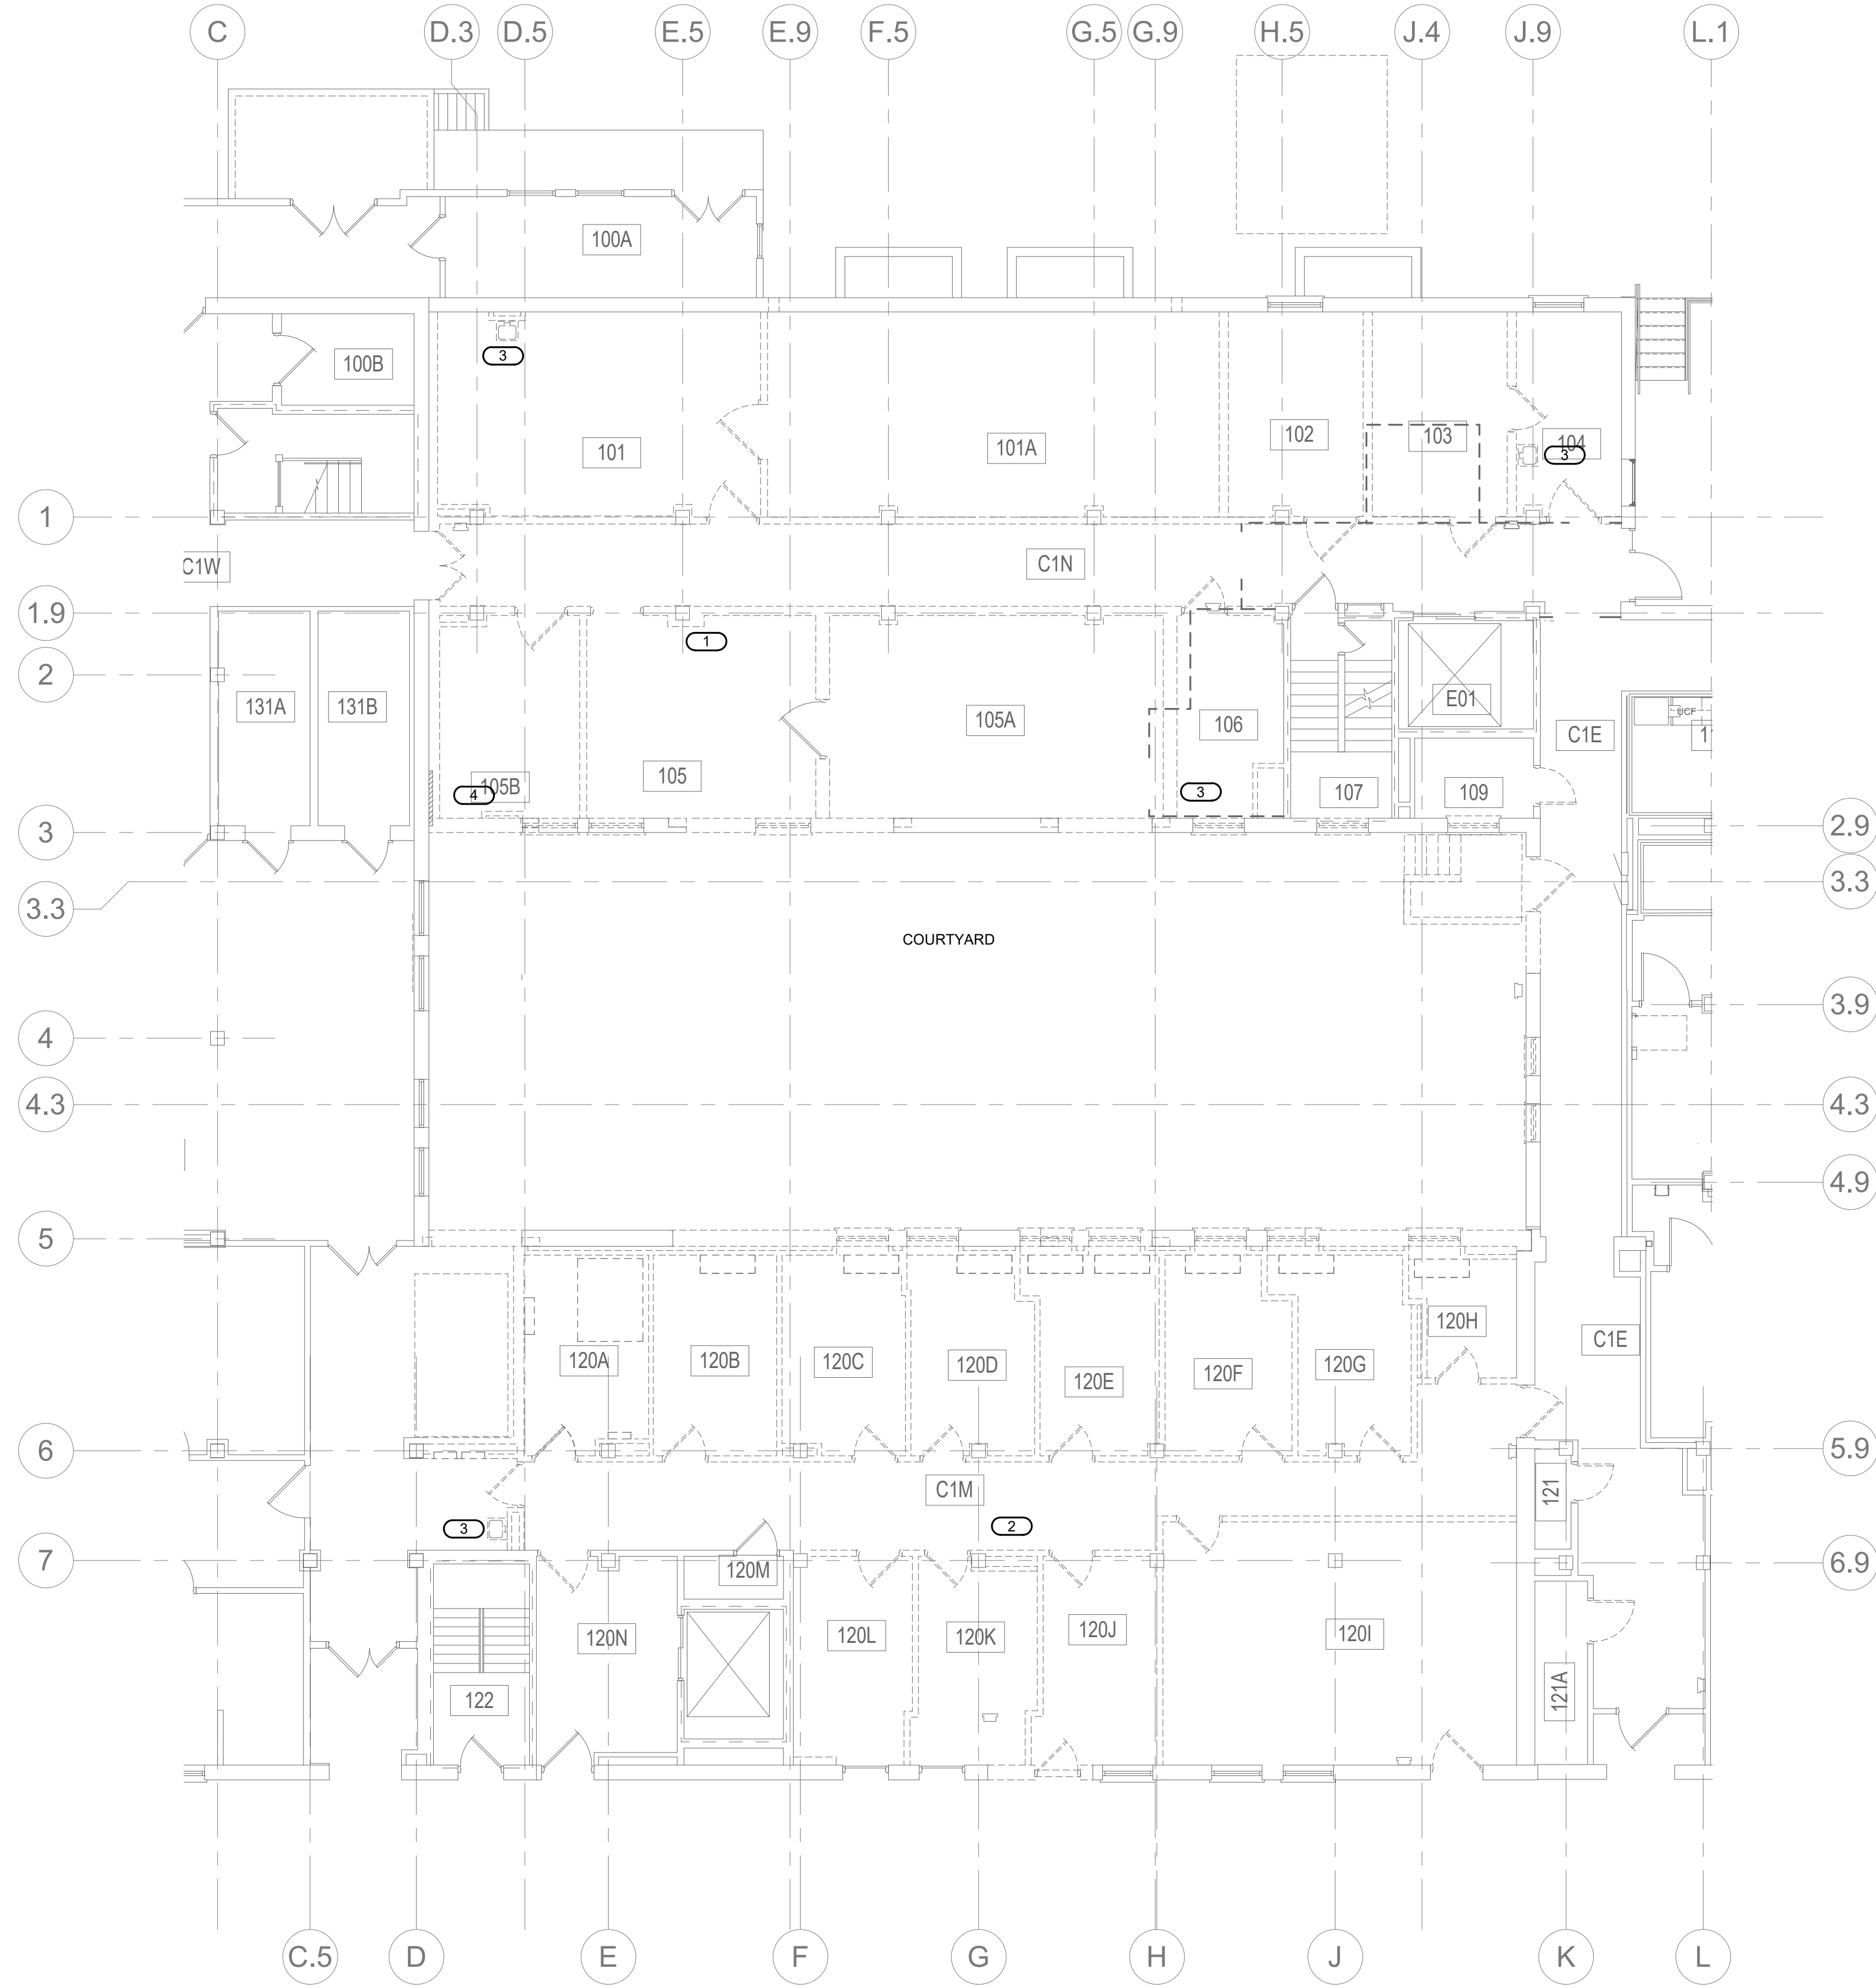 C D.3 D.5 E.5 E.9 F.5 G.5 G.9 H.5 J.4 J.9 L.1
100A
3
100B
101 101A 102 103 104
3
1
C1W C1N
1.9
1
2
131A 131B 105A 106 E01 UCF
C1E
105B 105 107 109
4 3
3 2.9
3.3 3.3
COURTYARD
3.9
4
4.3 4.3
4.9
5
120H
C1E
120A 120B 120C 120D 120E 120F 120G
6 5.9
C1M 121
3 2
7 6.9
120M
120N 120L 120K 120J 120I
122 121A
C.5 D E F G H J K L